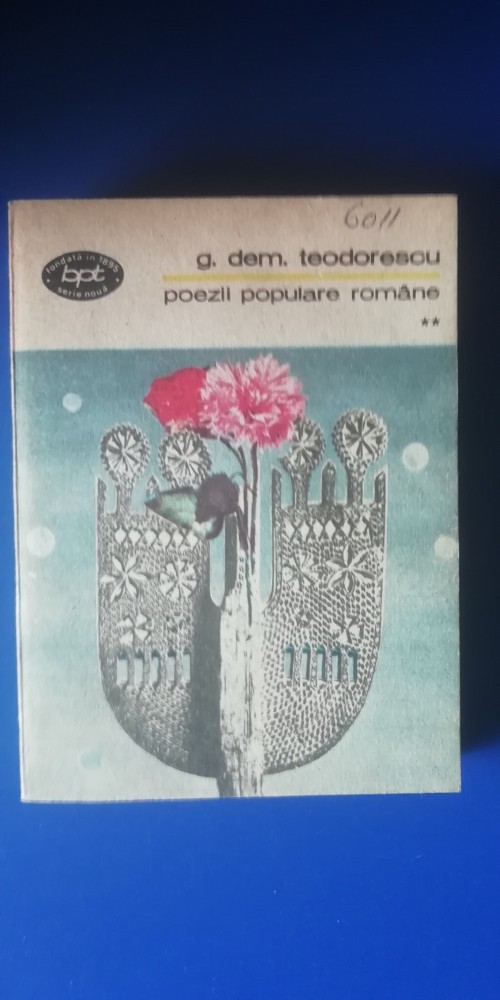 6011
g. dem. teodorescu
fondată în 1895
bpt
serie nouă
poezii populare române
**